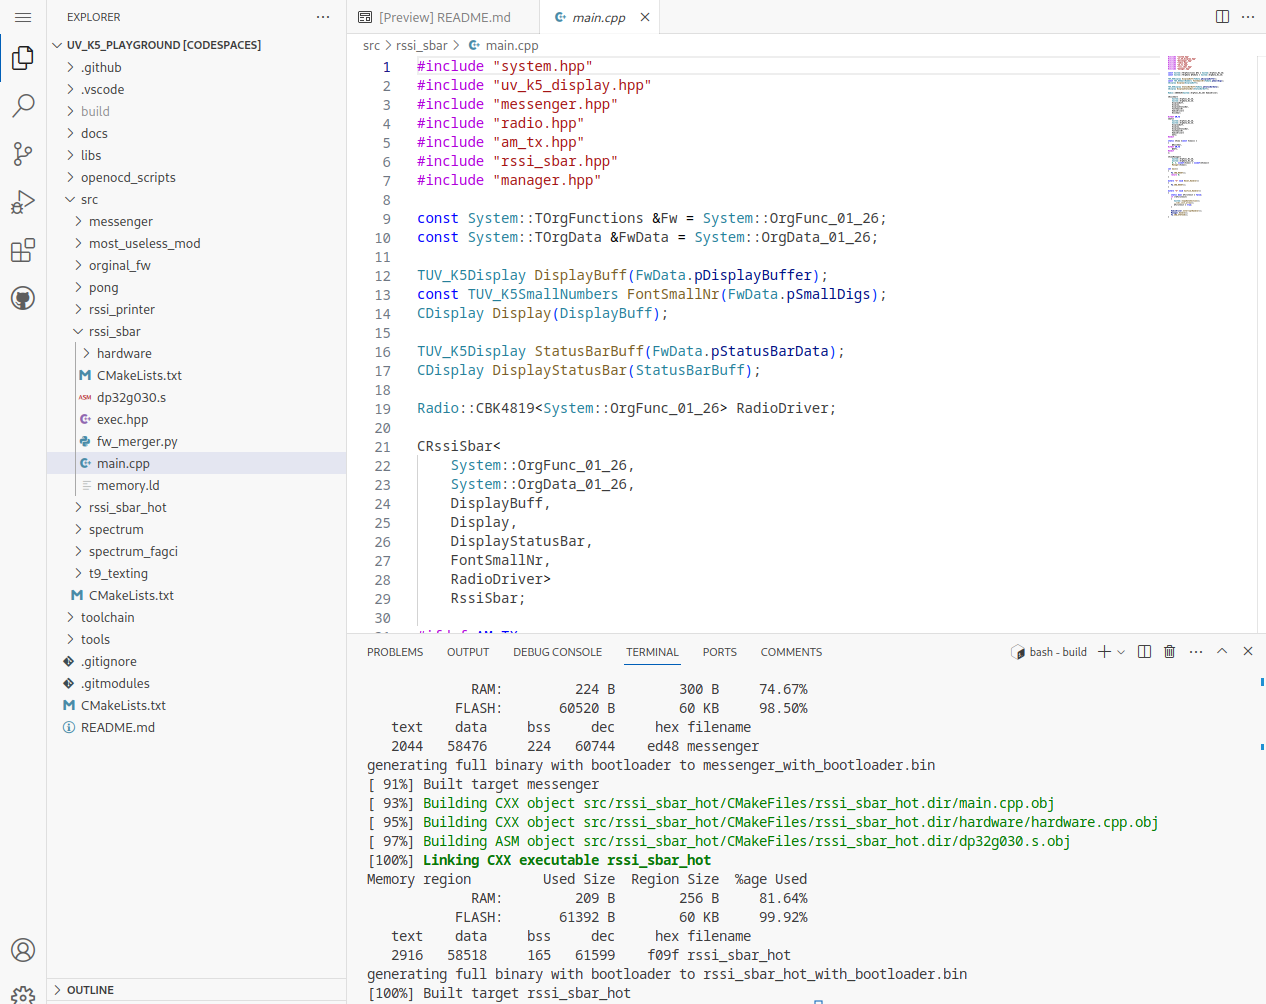 EXPLORER
UV_K5_PLAYGROUND [CODESPACES]
.github
.vscode
build
docs
libs
openocd_scripts
src
messenger
most_useless_mod
orginal_fw
pong
rssi_printer
rssi_sbar
hardware
CMakeLists.txt
ASM dp32g030.s
exec.hpp
fw_merger.py
main.cpp
memory.ld
rssi_sbar_hot
spectrum
spectrum_fagci
t9_texting
CMakeLists.txt
toolchain
tools
.gitignore
.gitmodules
CMakeLists.txt
README.md
OUTLINE
[Preview] README.md
main.cpp
src > rssi_sbar > main.cpp
1 #include "system.hpp"
2 #include "uv_k5_display.hpp"
3 #include "messenger.hpp"
4 #include "radio.hpp"
5 #include "am_tx.hpp"
6 #include "rssi_sbar.hpp"
7 #include "manager.hpp"
8
9 const System::TOrgFunctions &Fw = System::OrgFunc_01_26;
10 const System::TOrgData &FwData = System::OrgData_01_26;
11
12 TUV_K5Display DisplayBuff(FwData.pDisplayBuffer);
13 const TUV_K5SmallNumbers FontSmallNr(FwData.pSmallDigs);
14 CDisplay Display(DisplayBuff);
15
16 TUV_K5Display StatusBarBuff(FwData.pStatusBarData);
17 CDisplay DisplayStatusBar(StatusBarBuff);
18
19 Radio::CBK4819<System::OrgFunc_01_26> RadioDriver;
20
21 CRssiSbar<
22 System::OrgFunc_01_26,
23 System::OrgData_01_26,
24 DisplayBuff,
25 Display,
26 DisplayStatusBar,
27 FontSmallNr,
28 RadioDriver>
29 RssiSbar;
30
PROBLEMS OUTPUT DEBUG CONSOLE TERMINAL PORTS COMMENTS
bash - build
RAM: 224 B 300 B 74.67%
FLASH: 60520 B 60 KB 98.50%
text data bss dec hex filename
2044 58476 224 60744 ed48 messenger
generating full binary with bootloader to messenger_with_bootloader.bin
[ 91%] Built target messenger
[ 93%] Building CXX object src/rssi_sbar_hot/CMakeFiles/rssi_sbar_hot.dir/main.cpp.obj
[ 95%] Building CXX object src/rssi_sbar_hot/CMakeFiles/rssi_sbar_hot.dir/hardware/hardware.cpp.obj
[ 97%] Building ASM object src/rssi_sbar_hot/CMakeFiles/rssi_sbar_hot.dir/dp32g030.s.obj
[100%] Linking CXX executable rssi_sbar_hot
Memory region Used Size Region Size %age Used
RAM: 209 B 256 B 81.64%
FLASH: 61392 B 60 KB 99.92%
text data bss dec hex filename
2916 58518 165 61599 f09f rssi_sbar_hot
generating full binary with bootloader to rssi_sbar_hot_with_bootloader.bin
[100%] Built target rssi_sbar_hot